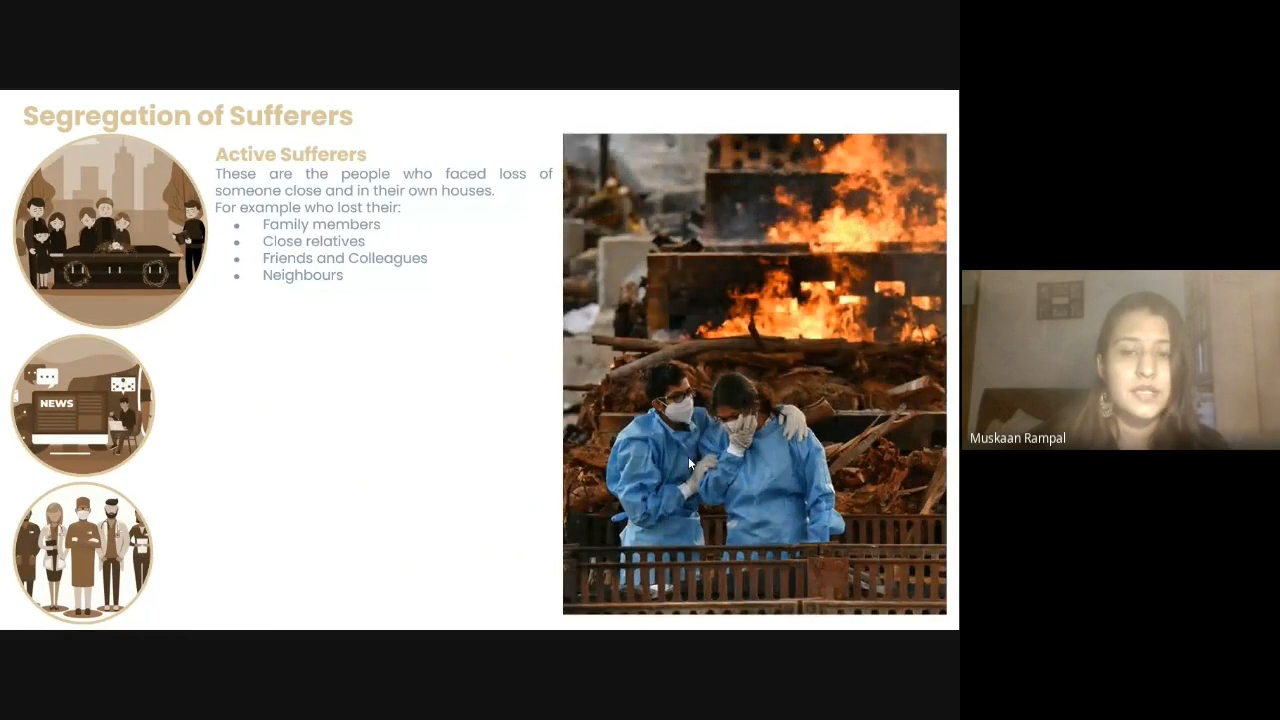 Segregation of Sufferers
Active Sufferers
These are the people who faced loss of
someone close and in their own houses.
For example who lost their:
• Family members
• Close relatives
• Friends and Colleagues
• Neighbours
NEWS
Muskaan Rampal